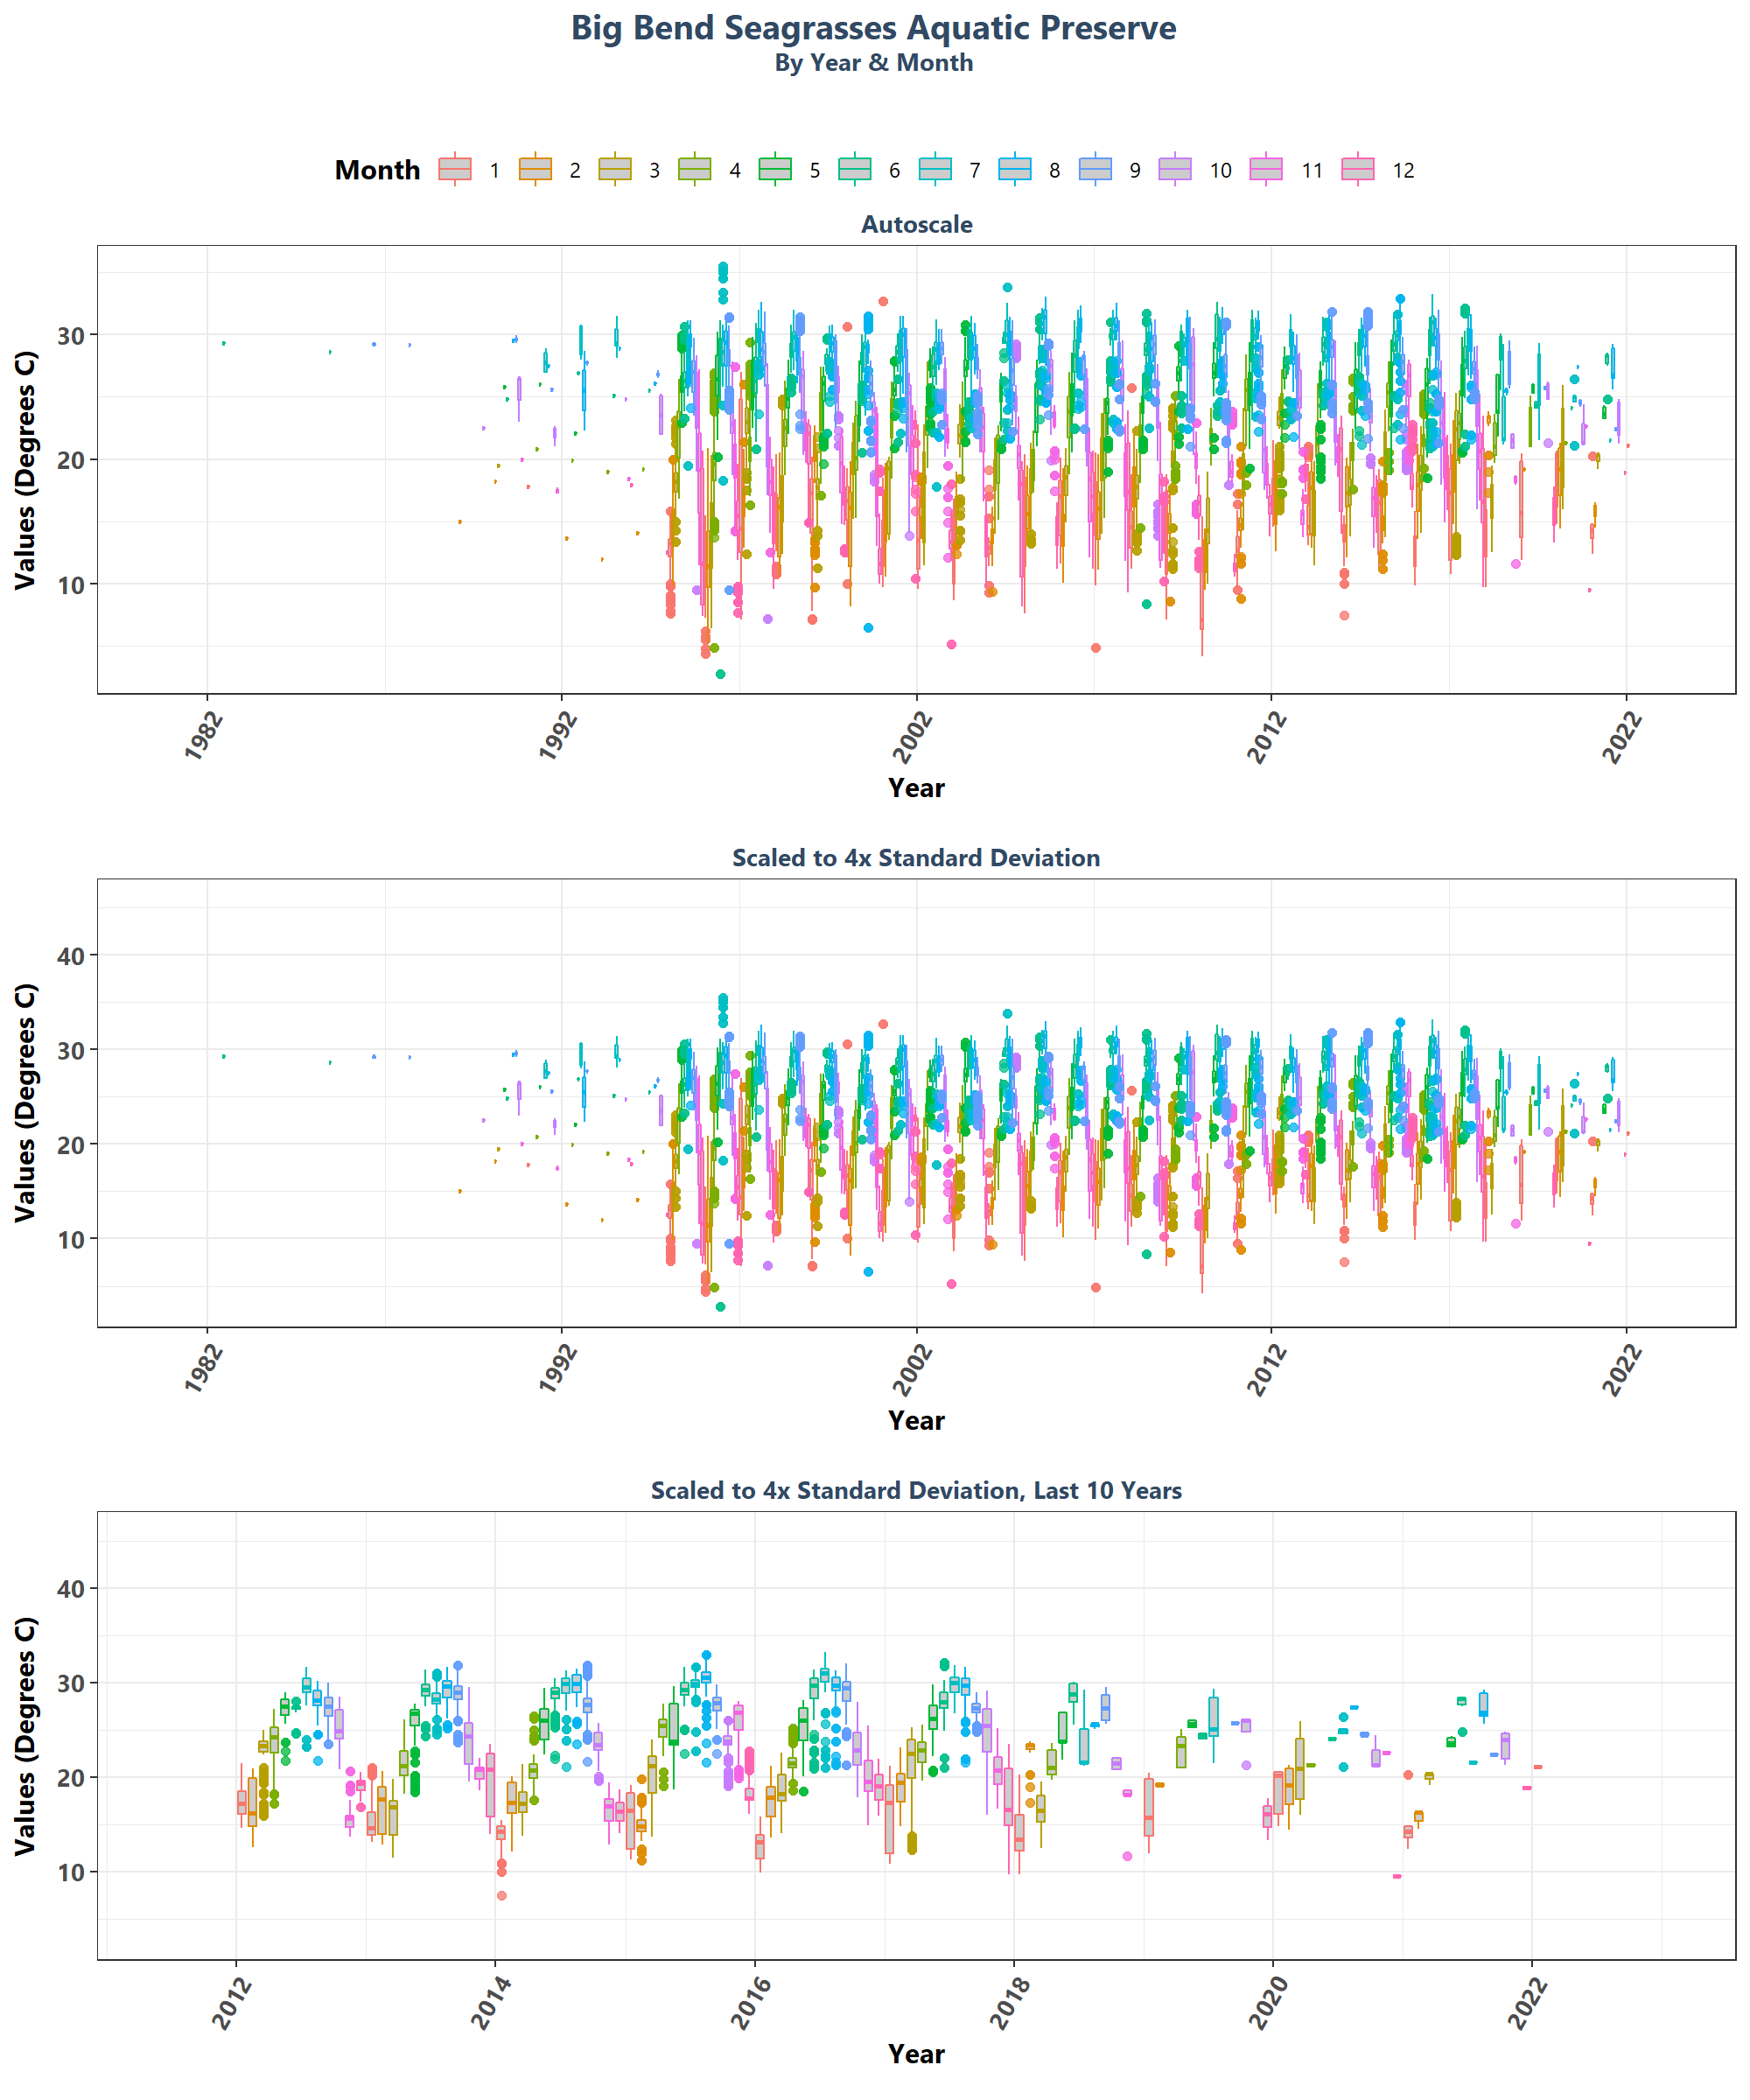 Big Bend Seagrasses Aquatic Preserve
By Year & Month
Month 1 2 3 4 5 6 7 8 9 10 11 12
Autoscale
Values (Degrees C)
30
20
10
1982 1992 2002 2012 2022
Year
Scaled to 4x Standard Deviation
Values (Degrees C)
40
30
20
10
1982 1992 2002 2012 2022
Year
Scaled to 4x Standard Deviation, Last 10 Years
Values (Degrees C)
40
30
20
10
2012 2014 2016 2018 2020 2022
Year